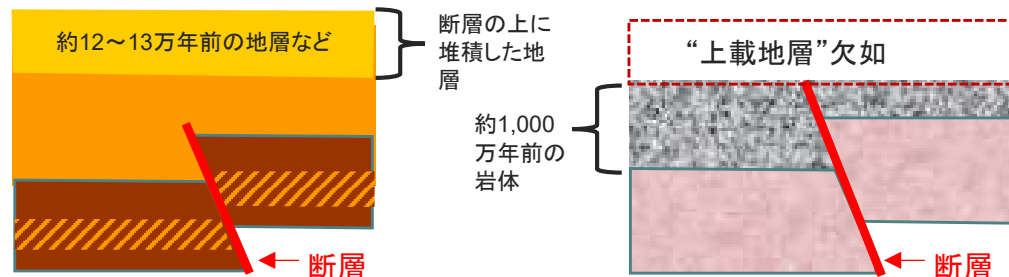 約12～13万年前の地層など
断層の上に
堆積した地
層
断層
“上載地層”欠如
約1,000
万年前の
岩体
断層